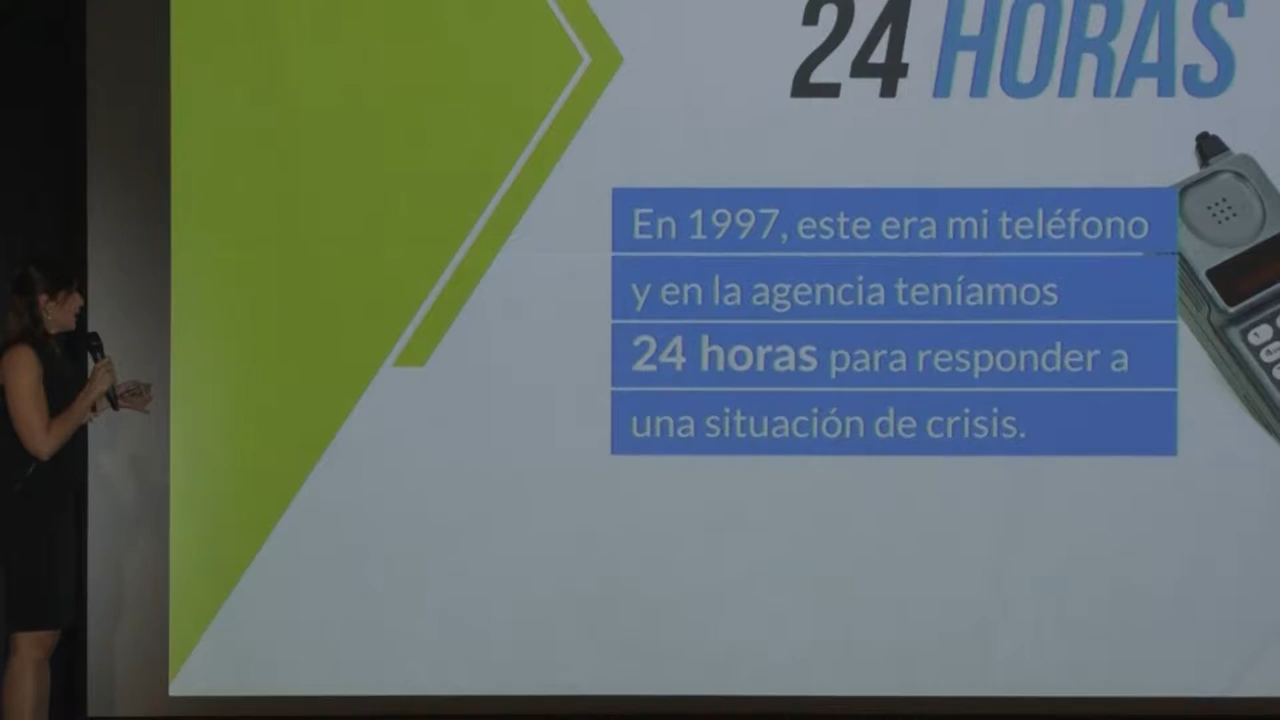 24 HORAS
En 1997, este era mi teléfono
y en la agencia teníamos
24 horas para responder a
una situación de crisis.